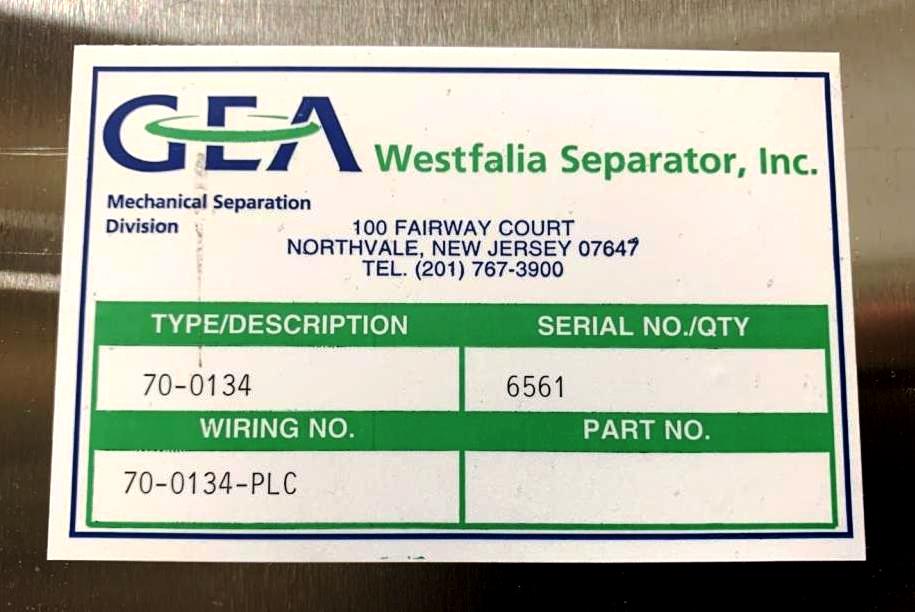 GEA Westfalia Separator, Inc.
Mechanical Separation
Division
100 FAIRWAY COURT
NORTHVALE, NEW JERSEY 07647
TEL. (201) 767-3900
TYPE/DESCRIPTION SERIAL NO./QTY
70-0134 6561
WIRING NO. PART NO.
70-0134-PLC